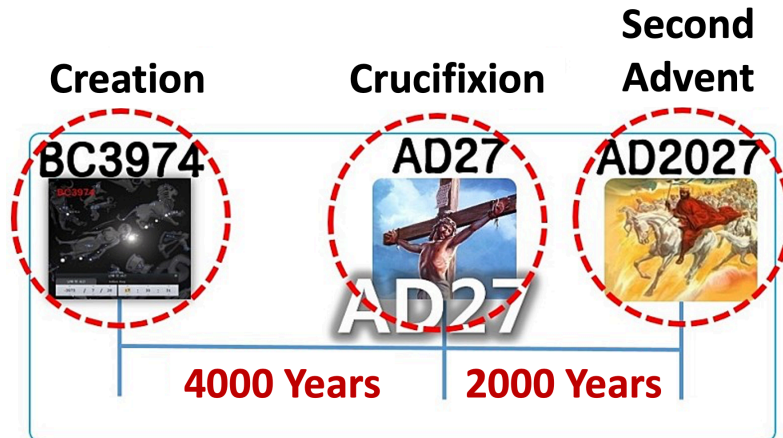 Second
Creation Crucifixion Advent
BC3974 AD27 AD2027
BC3974
AD27
4000 Years 2000 Years